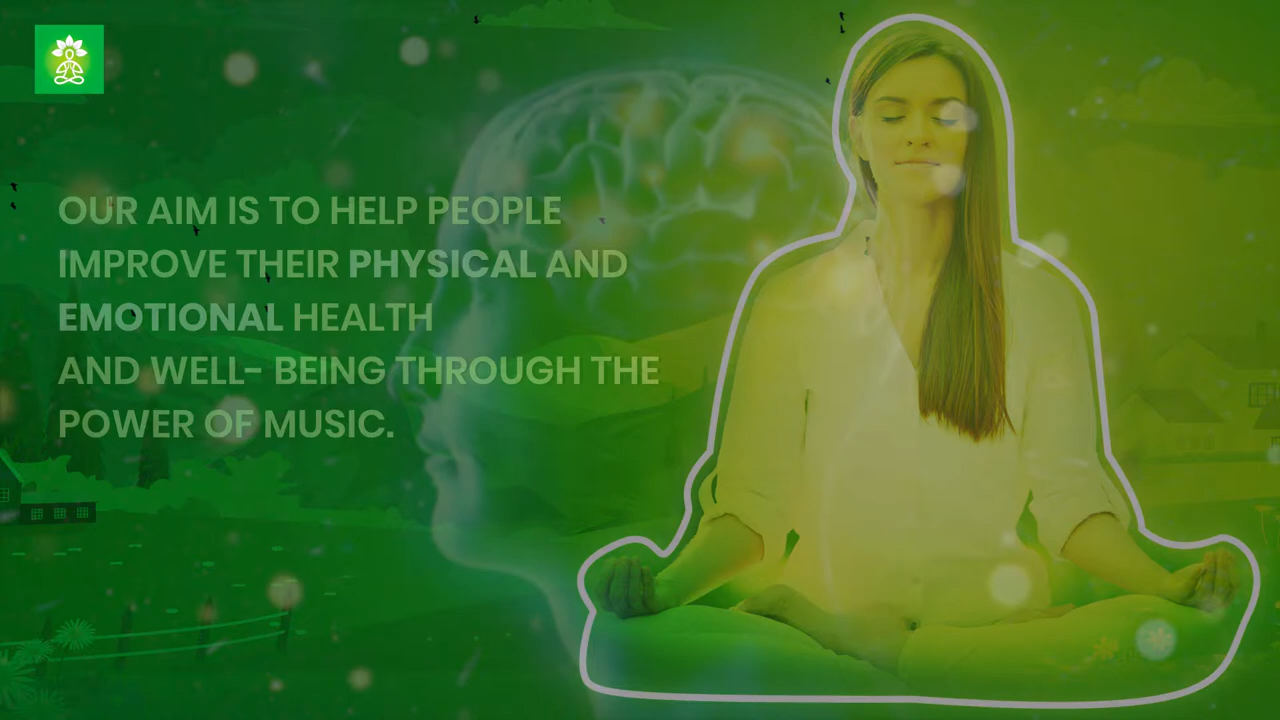 OUR AIM IS TO HELP PEOPLE
IMPROVE THEIR PHYSICAL AND
EMOTIONAL HEALTH
AND WELL- BEING THROUGH THE
POWER OF MUSIC.